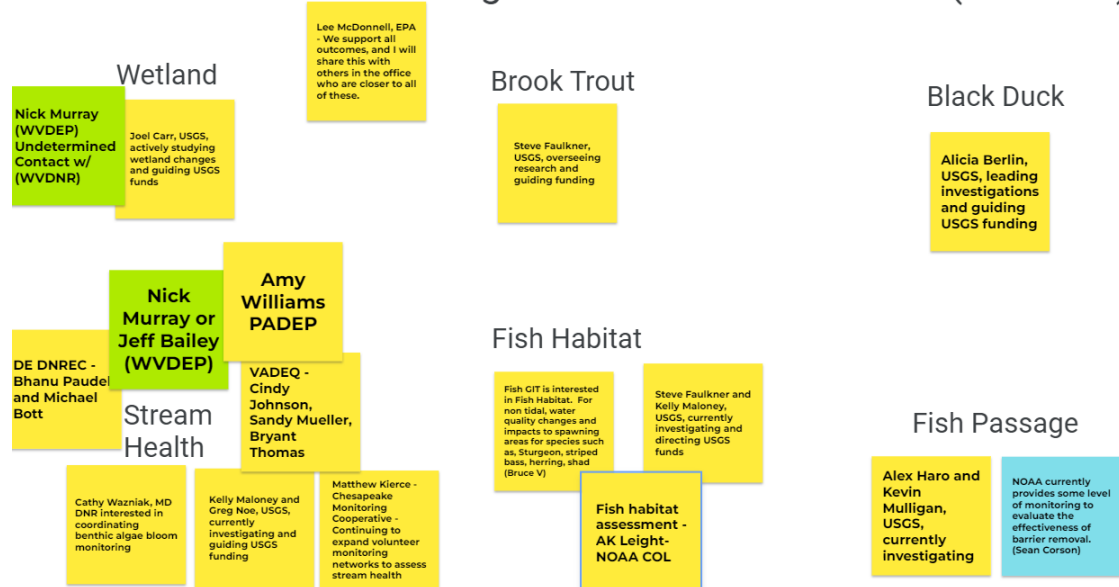 Lee McDonnell, EPA
- We support all
outcomes, and I will
share this with
others in the office
who are closer to all
of these.
Wetland
Nick Murray
(WVDEP)
Undetermined
Contact w/
(WVDNR)
Joel Carr, USGS,
actively studying
wetland changes
and guiding USGS
funds
Brook Trout
Steve Faulkner,
USGS, overseeing
research and
guiding funding
Black Duck
Alicia Berlin,
USGS, leading
investigations
and guiding
USGS funding
Nick
Murray or
Jeff Bailey
(WVDEP)
Amy
Williams
PADEP
DE DNREC -
Bhanu Paudel
and Michael
Bott
VADEQ -
Cindy
Johnson,
Sandy Mueller,
Bryant
Thomas
Stream
Health
Cathy Wazniak, MD
DNR interested in
coordinating
benthic algae bloom
monitoring
Kelly Maloney and
Greg Noe, USGS,
currently
investigating and
guiding USGS
funding
Matthew Kierce -
Chesapeake
Monitoring
Cooperative -
Continuing to
expand volunteer
monitoring
networks to assess
stream health
Fish Habitat
Fish GIT is interested
in Fish Habitat. For
non tidal, water
quality changes and
impacts to spawning
areas for species such
as, Sturgeon, striped
bass, herring, shad
(Bruce V)
Steve Faulkner and
Kelly Maloney,
USGS, currently
investigating and
directing USGS
funds
Fish habitat
assessment -
AK Leight-
NOAA COL
Fish Passage
Alex Haro and
Kevin
Mulligan,
USGS,
currently
investigating
NOAA currently
provides some level
of monitoring to
evaluate the
effectiveness of
barrier removal.
(Sean Corson)